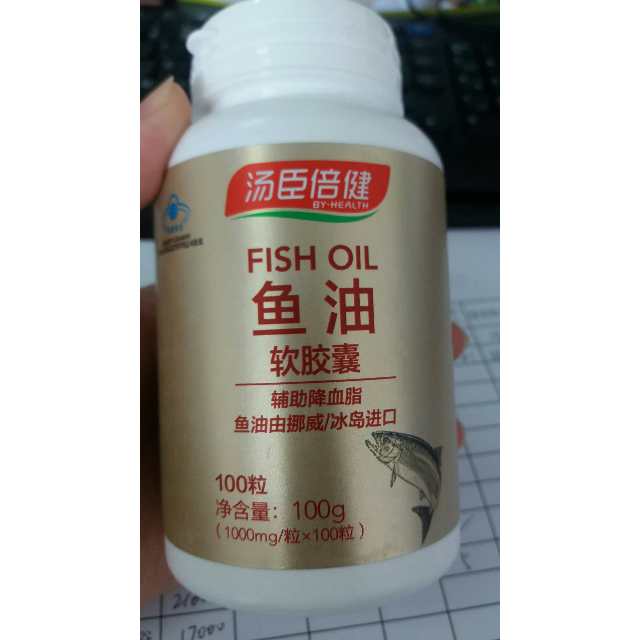 汤臣倍健
BY-HEALTH
FISH OIL
鱼油
软胶囊
辅助降血脂
鱼油由挪威/冰岛进口
100粒
净含量：100g
（1000mg/粒×100粒）
17000